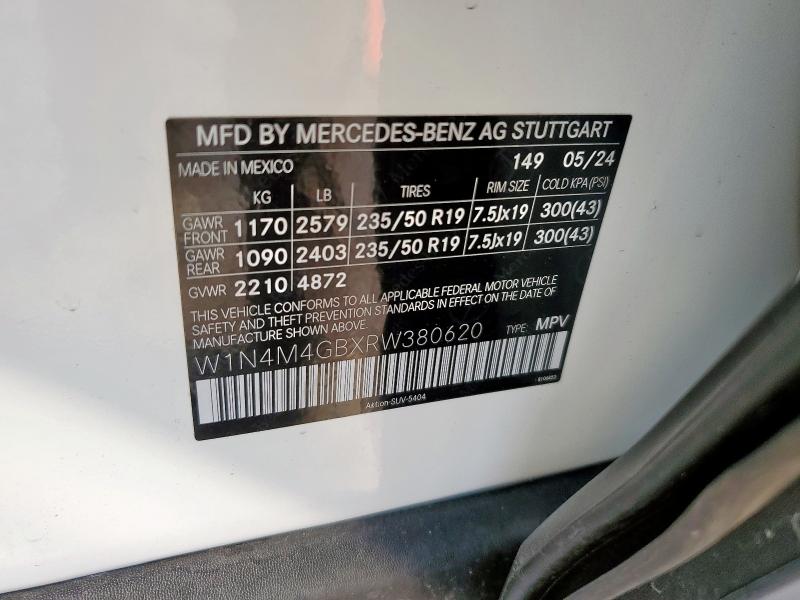 MFD BY MERCEDES-BENZ AG STUTTGART
MADE IN MEXICO 149 05/24
KG LB TIRES RIM SIZE COLD KPA(PSI)
GAWR FRONT 1170 2579 235/50 R19 7.5Jx19 300(43)
GAWR REAR 1090 2403 235/50 R19 7.5Jx19 300(43)
GVWR 2210 4872
THIS VEHICLE CONFORMS TO ALL APPLICABLE FEDERAL MOTOR VEHICLE
SAFETY AND THEFT PREVENTION STANDARDS IN EFFECT ON THE DATE OF
MANUFACTURE SHOWN ABOVE.
W1N4M4GBXRW380620 TYPE: MPV
Aktion-SUV-5404